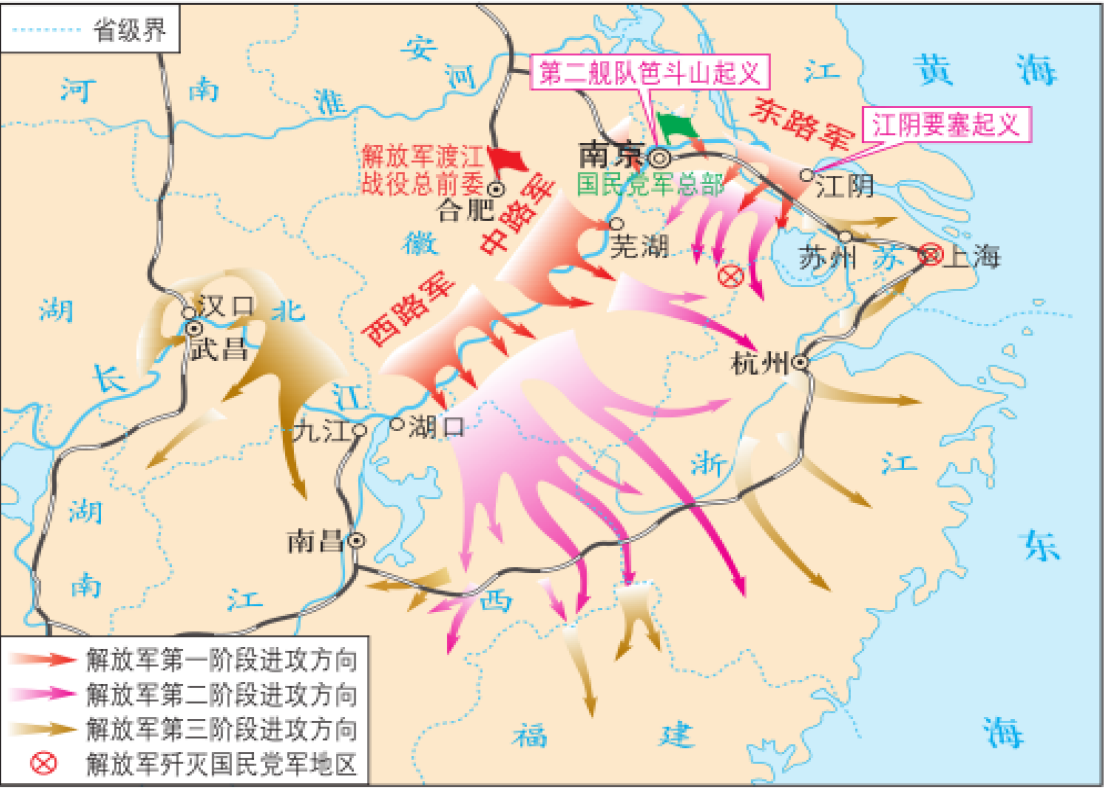 省级界
安
河
河
南
淮
第二舰队笆斗山起义
江
黄
海
东路军
江阴要塞起义
解放军渡江
战役总前委
南京
国民党军总部
江阴
合肥
中路军
徽
芜湖
苏州
苏
上海
湖
汉口
北
武昌
西路军
杭州
长
江
九江
湖口
浙
江
湖
南昌
东
南
江
西
解放军第一阶段进攻方向
解放军第二阶段进攻方向
解放军第三阶段进攻方向
解放军歼灭国民党军地区
福
建
海